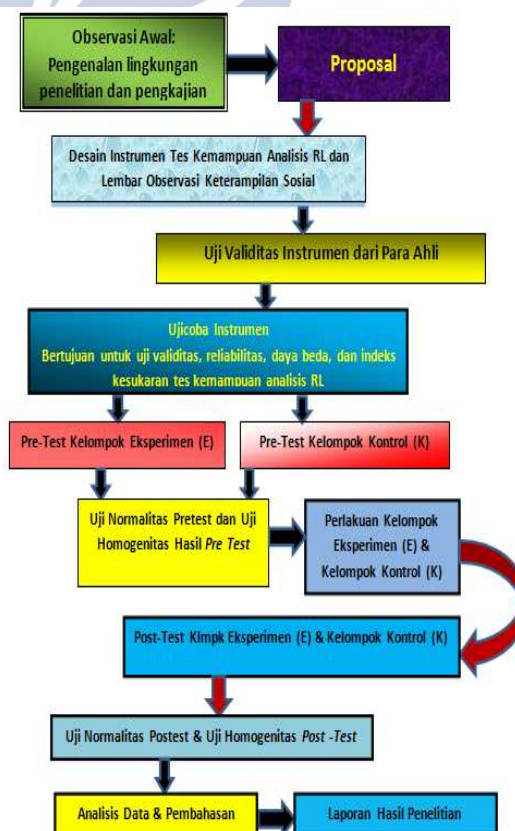 Observasi Awal:
Pengenalan lingkungan
penelitian dan pengkajian
Proposal
Desain Instrumen Tes Kemampuan Analisis RL dan
Lembar Observasi Keterampilan Sosial
Uji Validitas Instrumen dari Para Ahli
Ujicoba Instrumen
Bertujuan untuk uji validitas, reliabilitas, daya beda, dan indeks
kesukaran tes kemampuan analisis RL
Pre-Test Kelompok Eksperimen (E)
Pre-Test Kelompok Kontrol (K)
Uji Normalitas Pretest dan Uji
Homogenitas Hasil Pre Test
Perlakuan Kelompok
Eksperimen (E) &
Kelompok Kontrol (K)
Post-Test Klmpk Eksperimen (E) & Kelompok Kontrol (K)
Uji Normalitas Postest & Uji Homogenitas Post -Test
Analisis Data & Pembahasan
Laporan Hasil Penelitian